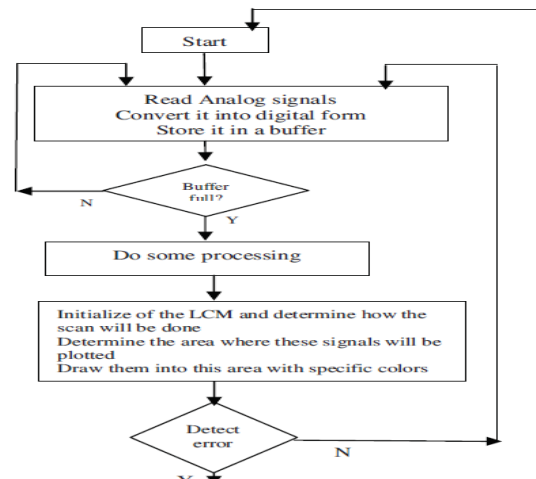 Start
Read Analog signals
Convert it into digital form
Store it in a buffer
Buffer
full?
N
Y
Do some processing
Initialize of the LCM and determine how the
scan will be done
Determine the area where these signals will be
plotted
Draw them into this area with specific colors
Detect
error
N
Y